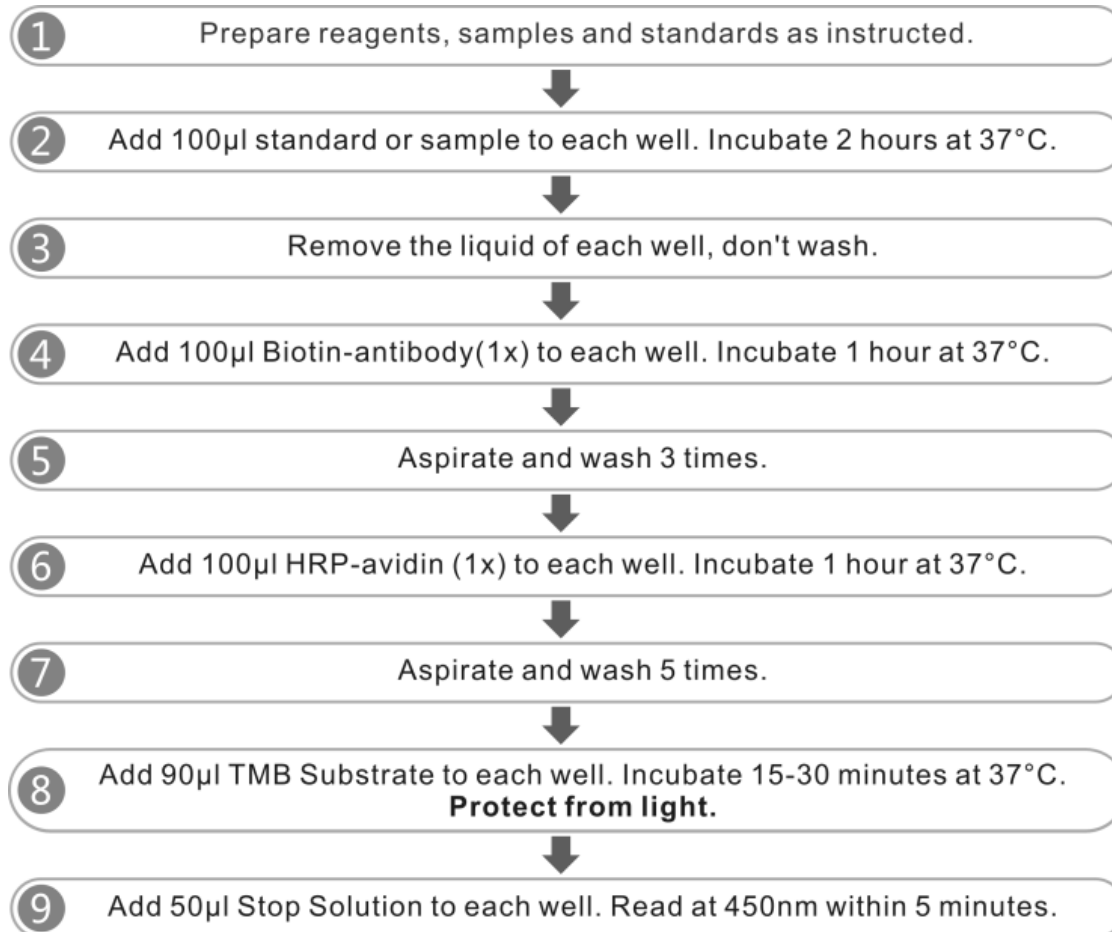 1 Prepare reagents, samples and standards as instructed.
2 Add 100µl standard or sample to each well. Incubate 2 hours at 37°C.
3 Remove the liquid of each well, don't wash.
4 Add 100µl Biotin-antibody(1x) to each well. Incubate 1 hour at 37°C.
5 Aspirate and wash 3 times.
6 Add 100µl HRP-avidin (1x) to each well. Incubate 1 hour at 37°C.
7 Aspirate and wash 5 times.
8 Add 90µl TMB Substrate to each well. Incubate 15-30 minutes at 37°C.
Protect from light.
9 Add 50µl Stop Solution to each well. Read at 450nm within 5 minutes.